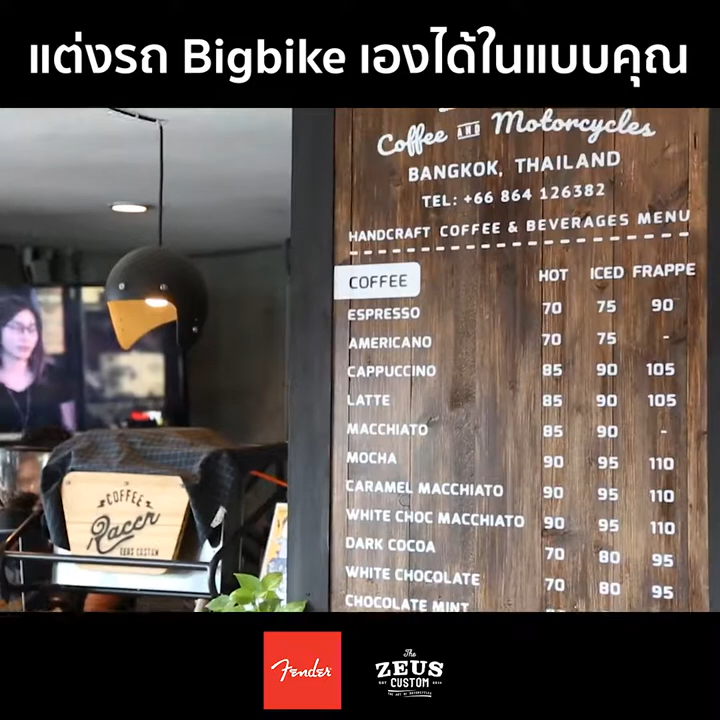 แต่งรถ Bigbike เองได้ในแบบคุณ
Coffee AND Motorcycles
BANGKOK, THAILAND
TEL: +66 864 126382
HANDCRAFT COFFEE & BEVERAGES MENU
COFFEE HOT ICED FRAPPE
ESPRESSO 70 75 90
AMERICANO 70 75 -
CAPPUCCINO 85 90 105
LATTE 85 90 105
MACCHIATO 85 90 -
MOCHA 90 95 110
CARAMEL MACCHIATO 90 95 110
WHITE CHOC MACCHIATO 90 95 110
DARK COCOA 70 80 95
WHITE CHOCOLATE 70 80 95
CHOCOLATE MINT
COFFEE
Racer
ZEUS CUSTOM
Fender
The
ZEUS
CUSTOM